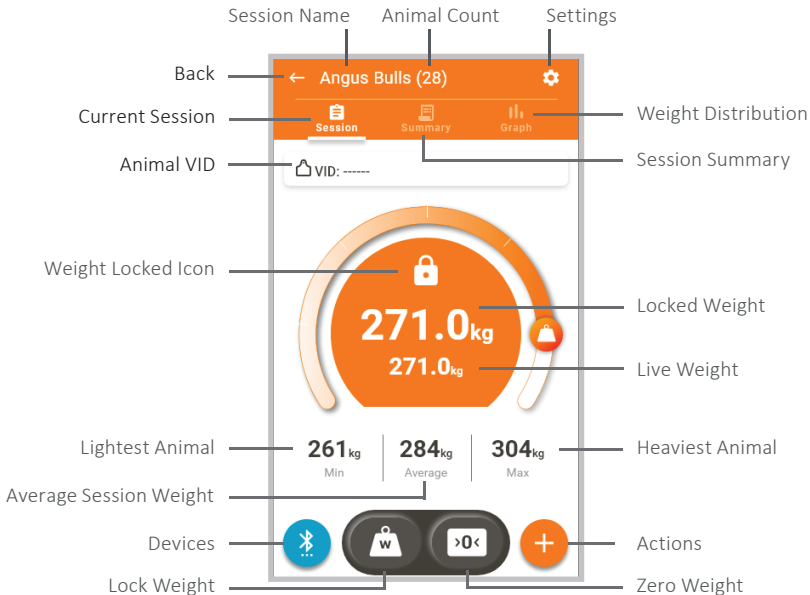 Session Name
Animal Count
Settings
Back
Angus Bulls (28)
Current Session
Session
Summary
Graph
Weight Distribution
Animal VID
VID: ------
Session Summary
Weight Locked Icon
271.0kg
Locked Weight
271.0kg
Live Weight
Lightest Animal
261kg
284kg
304kg
Heaviest Animal
Min
Average
Max
Average Session Weight
Devices
W
>0<
Actions
Lock Weight
Zero Weight